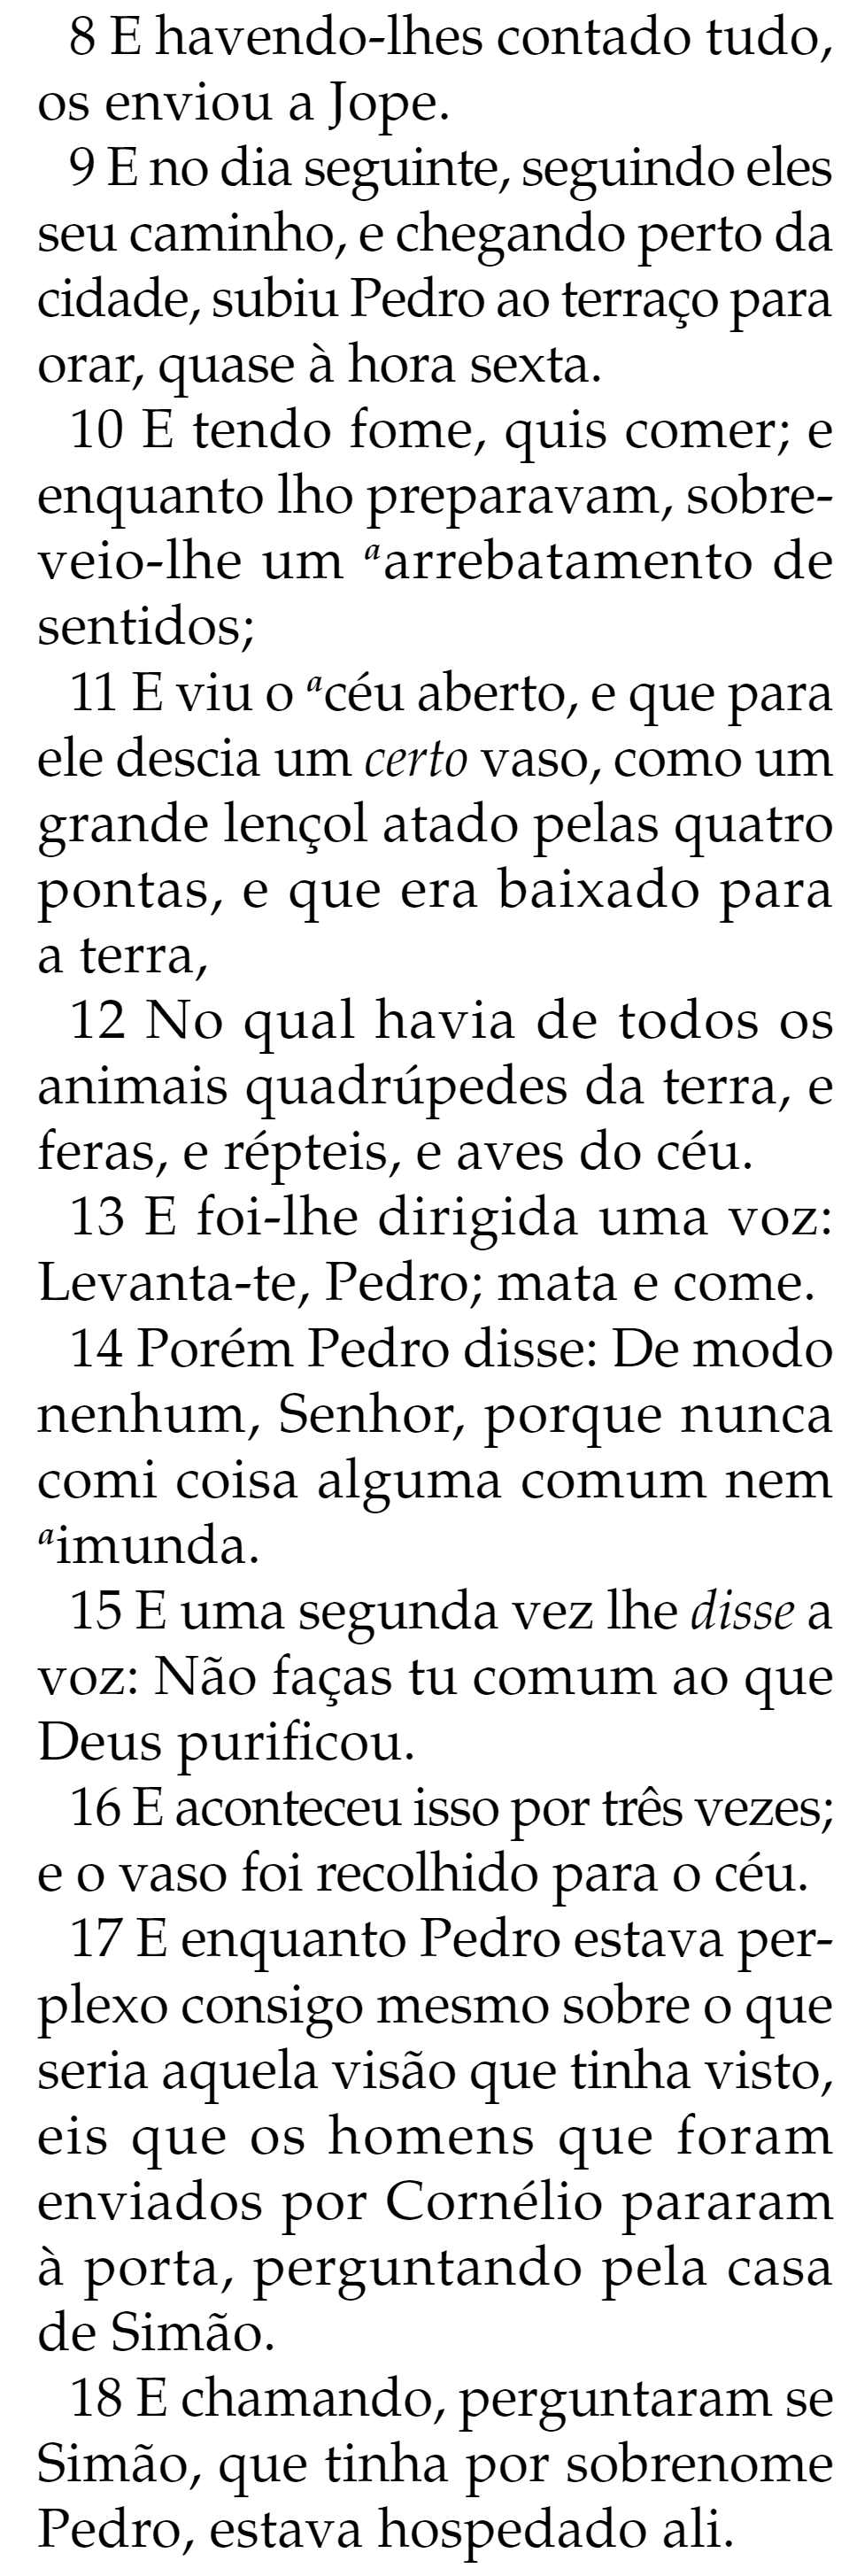 8 E havendo-lhes contado tudo,
os enviou a Jope.
9 E no dia seguinte, seguindo eles
seu caminho, e chegando perto da
cidade, subiu Pedro ao terraço para
orar, quase à hora sexta.
10 E tendo fome, quis comer; e
enquanto lho preparavam, sobre-
veio-lhe um ᵃarrebatamento de
sentidos;
11 E viu o ᵃcéu aberto, e que para
ele descia um certo vaso, como um
grande lençol atado pelas quatro
pontas, e que era baixado para
a terra,
12 No qual havia de todos os
animais quadrúpedes da terra, e
feras, e répteis, e aves do céu.
13 E foi-lhe dirigida uma voz:
Levanta-te, Pedro; mata e come.
14 Porém Pedro disse: De modo
nenhum, Senhor, porque nunca
comi coisa alguma comum nem
ᵃimunda.
15 E uma segunda vez lhe disse a
voz: Não faças tu comum ao que
Deus purificou.
16 E aconteceu isso por três vezes;
e o vaso foi recolhido para o céu.
17 E enquanto Pedro estava per-
plexo consigo mesmo sobre o que
seria aquela visão que tinha visto,
eis que os homens que foram
enviados por Cornélio pararam
à porta, perguntando pela casa
de Simão.
18 E chamando, perguntaram se
Simão, que tinha por sobrenome
Pedro, estava hospedado ali.